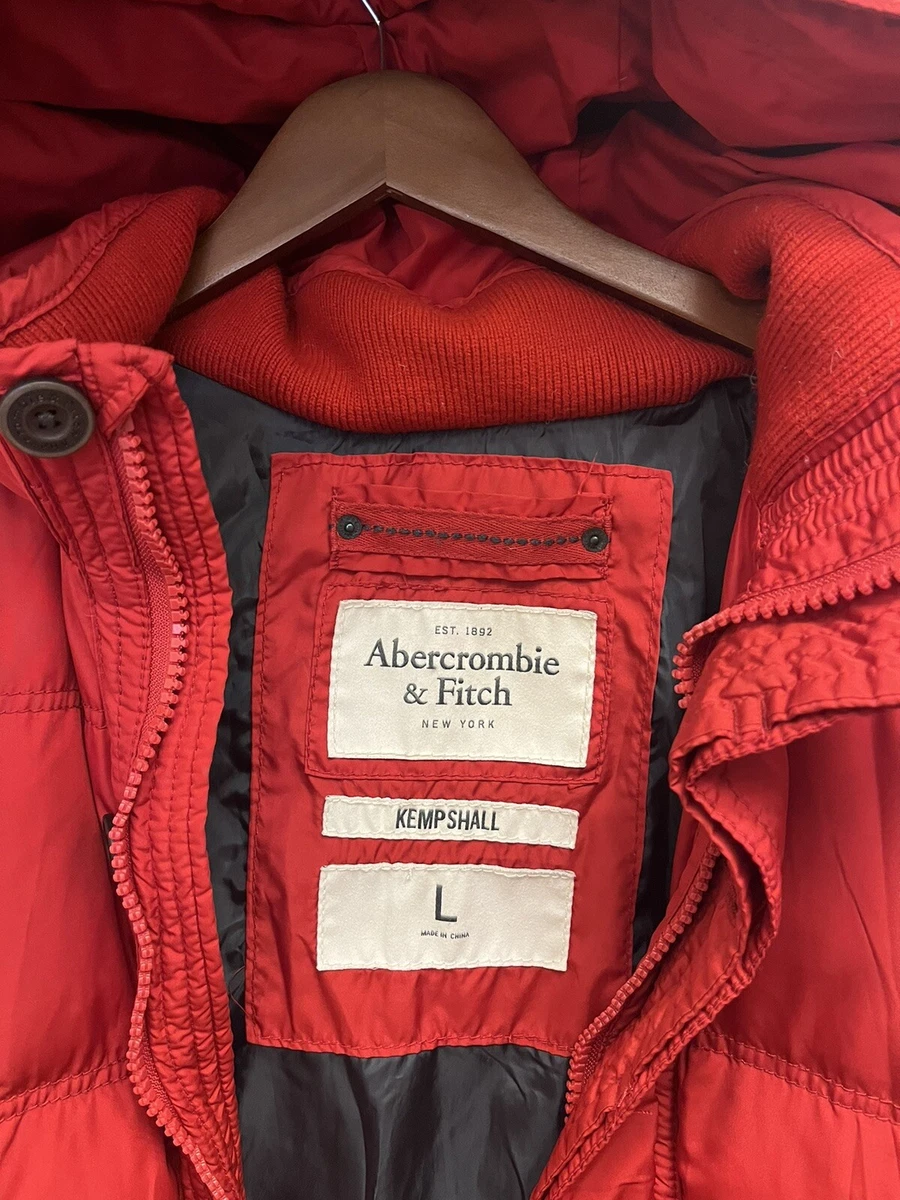 EST. 1892
Abercrombie
& Fitch
NEW YORK
KEMPSHALL
L
MADE IN CHINA